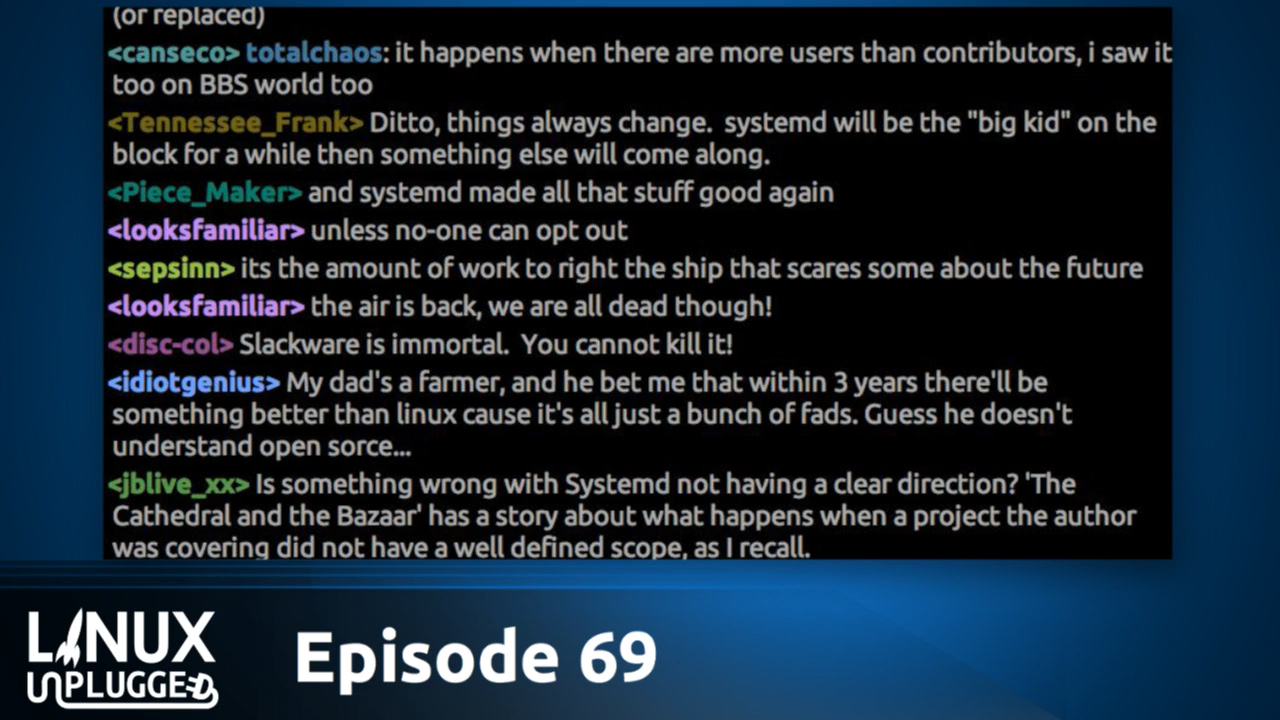 (or replaced)
<canseco> totalchaos: it happens when there are more users than contributors, i saw it
too on BBS world too
<Tennessee_Frank> Ditto, things always change.  systemd will be the "big kid" on the
block for a while then something else will come along.
<Piece_Maker> and systemd made all that stuff good again
<looksfamiliar> unless no-one can opt out
<sepsinn> its the amount of work to right the ship that scares some about the future
<looksfamiliar> the air is back, we are all dead though!
<disc-col> Slackware is immortal.  You cannot kill it!
<idiotgenius> My dad's a farmer, and he bet me that within 3 years there'll be
something better than linux cause it's all just a bunch of fads. Guess he doesn't
understand open sorce...
<jblive_xx> Is something wrong with Systemd not having a clear direction? 'The
Cathedral and the Bazaar' has a story about what happens when a project the author
was covering did not have a well defined scope, as I recall.
LINUX
UNPLUGGED
Episode 69